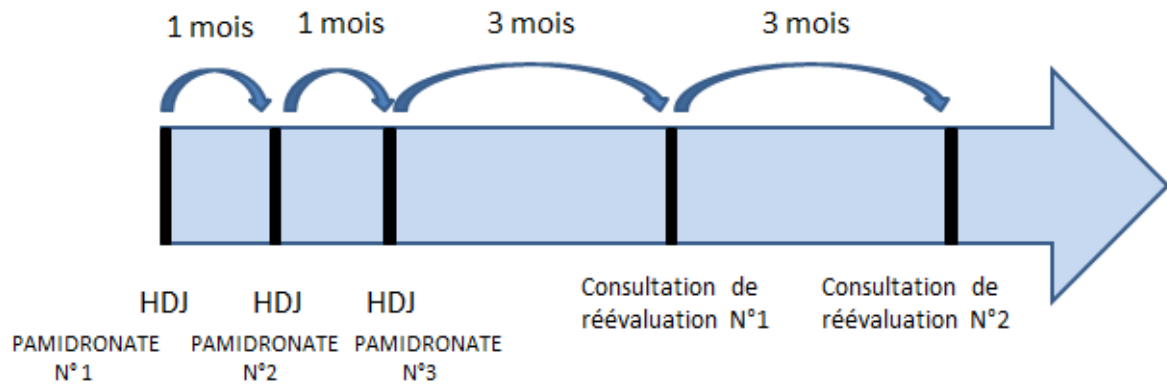 1 mois
1 mois
3 mois
3 mois
HDJ
PAMIDRONATE
N° 1
HDJ
PAMIDRONATE
N°2
HDJ
PAMIDRONATE
N°3
Consultation de
réévaluation N°1
Consultation de
réévaluation N°2